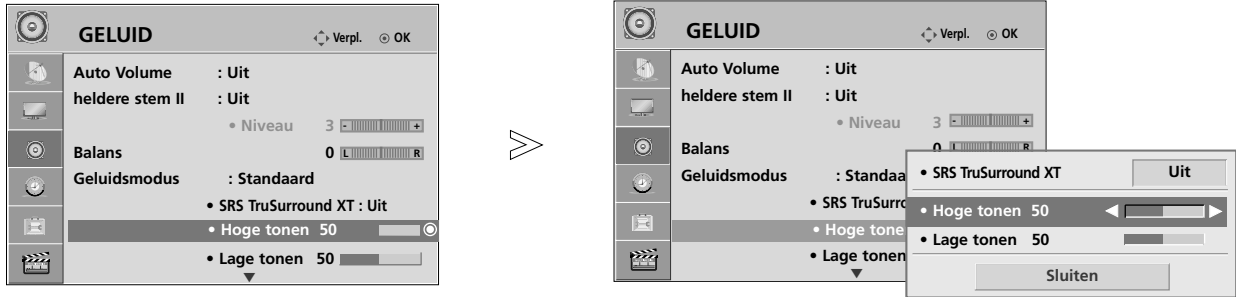 GELUID Verpl. OK
Auto Volume : Uit
heldere stem II : Uit
• Niveau 3 - +
Balans 0 L R
Geluidsmodus : Standaard
• SRS TruSurround XT : Uit
• Hoge tonen 50
• Lage tonen 50
GELUID Verpl. OK
Auto Volume : Uit
heldere stem II : Uit
• Niveau 3 - +
Balans 0 L R
Geluidsmodus : Standaa
• SRS TruSurro
• Hoge tone
• Lage tonen
• SRS TruSurround XT Uit
• Hoge tonen 50
• Lage tonen 50
Sluiten